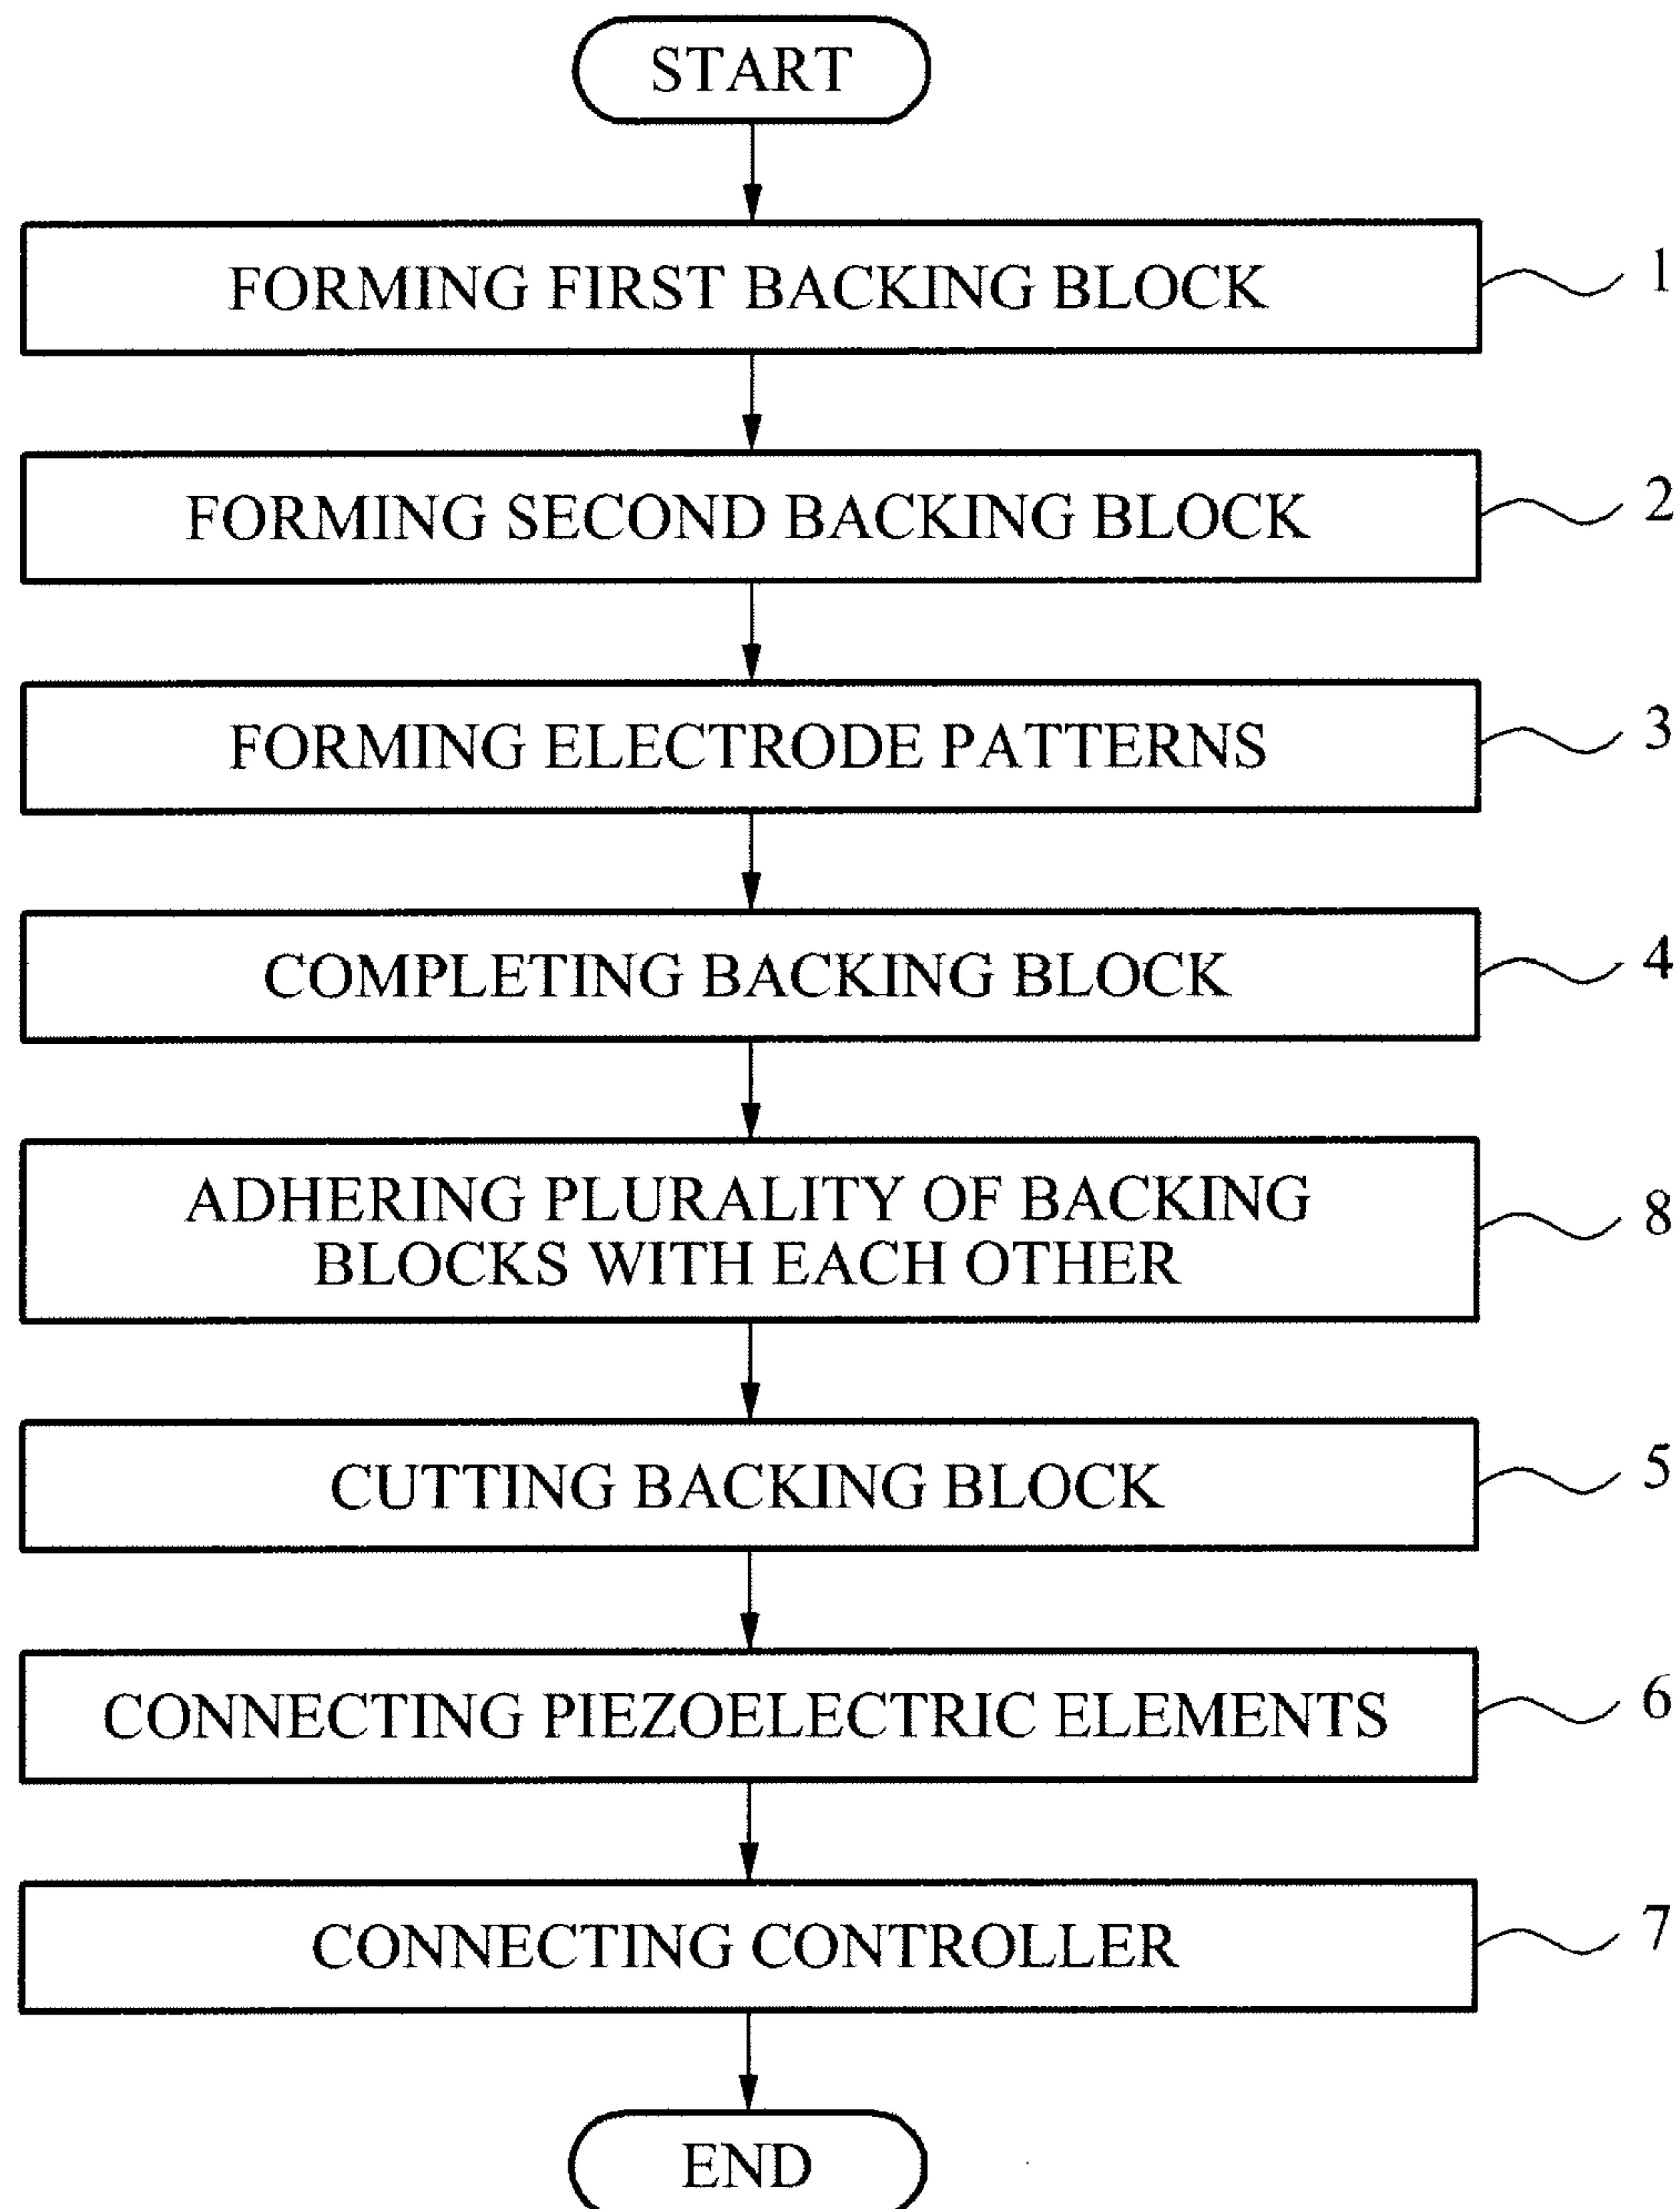 START
FORMING FIRST BACKING BLOCK
1
FORMING SECOND BACKING BLOCK
2
FORMING ELECTRODE PATTERNS
3
COMPLETING BACKING BLOCK
4
ADHERING PLURALITY OF BACKING
BLOCKS WITH EACH OTHER
8
CUTTING BACKING BLOCK
5
CONNECTING PIEZOELECTRIC ELEMENTS
6
CONNECTING CONTROLLER
7
END